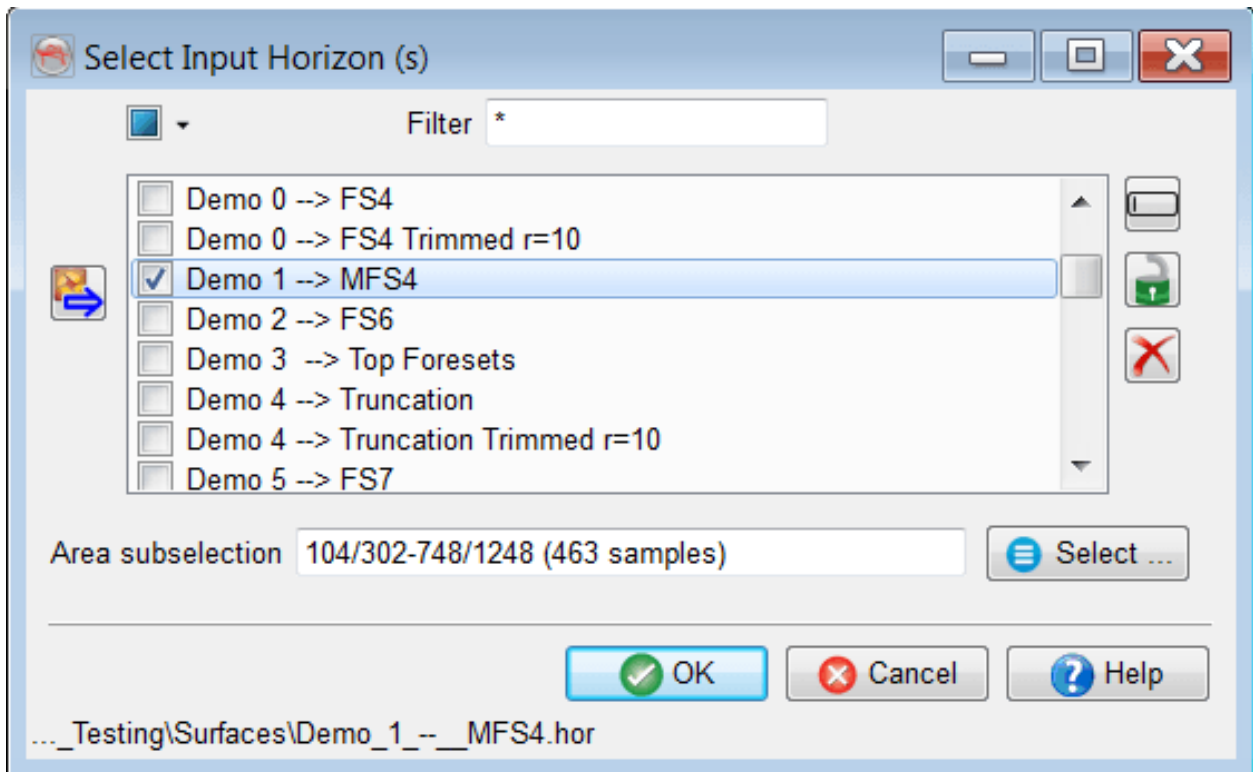 Select Input Horizon (s)
Filter *
Demo 0 --> FS4
Demo 0 --> FS4 Trimmed r=10
Demo 1 --> MFS4
Demo 2 --> FS6
Demo 3  --> Top Foresets
Demo 4 --> Truncation
Demo 4 --> Truncation Trimmed r=10
Demo 5 --> FS7
Area subselection 104/302-748/1248 (463 samples) Select ...
OK Cancel Help
..._Testing\Surfaces\Demo_1_--__MFS4.hor